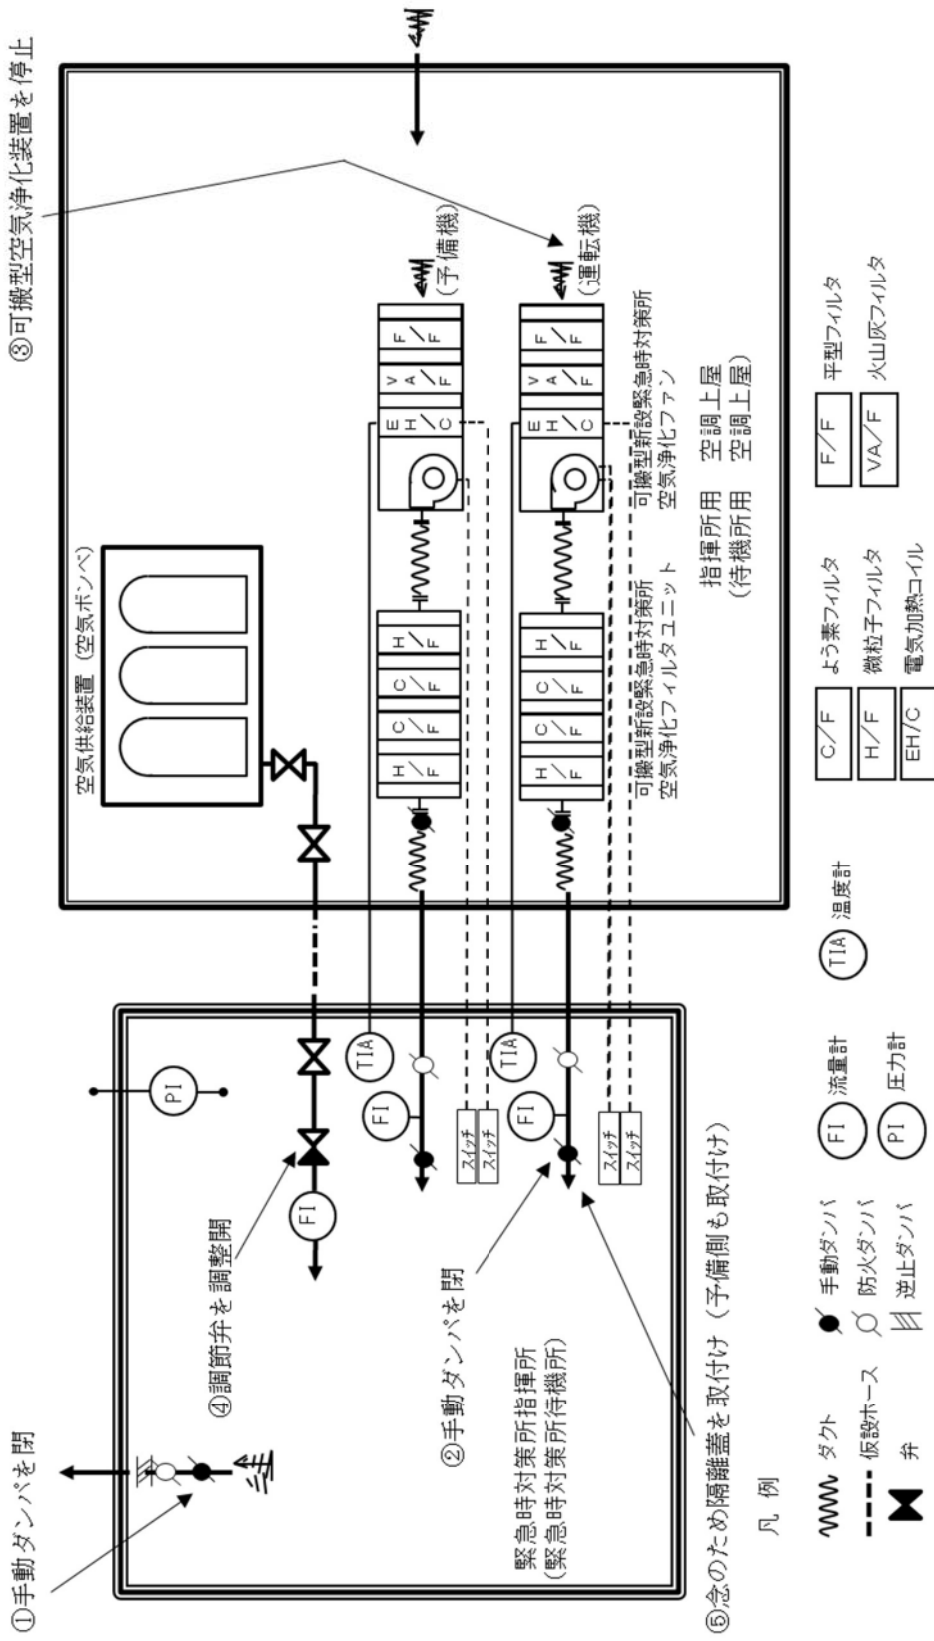 ①手動ダンパを閉
③可搬型空気浄化装置を停止
空気供給装置（空気ボンベ）
PI
④調節弁を調整開
FI
TIA
FI
H/F
C/F
C/F
H/F
EH/C
VA/F
F/F
(予備機)
スイッチ
スイッチ
②手動ダンパを閉
TIA
FI
H/F
C/F
C/F
H/F
EH/C
VA/F
F/F
(運転機)
スイッチ
スイッチ
緊急時対策所指揮所
(緊急時対策所待機所)
可搬型新設緊急時対策所
空気浄化フィルタユニット
可搬型新設緊急時対策所
空気浄化ファン
指揮所用　空調上屋
(待機所用　空調上屋)
⑤念のため隔離蓋を取付け（予備側も取付け）
凡 例
ダクト
仮設ホース
弁
手動ダンパ
防火ダンパ
逆止ダンパ
FI 流量計
PI 圧力計
TIA 温度計
C/F よう素フィルタ
H/F 微粒子フィルタ
EH/C 電気加熱コイル
F/F 平型フィルタ
VA/F 火山灰フィルタ